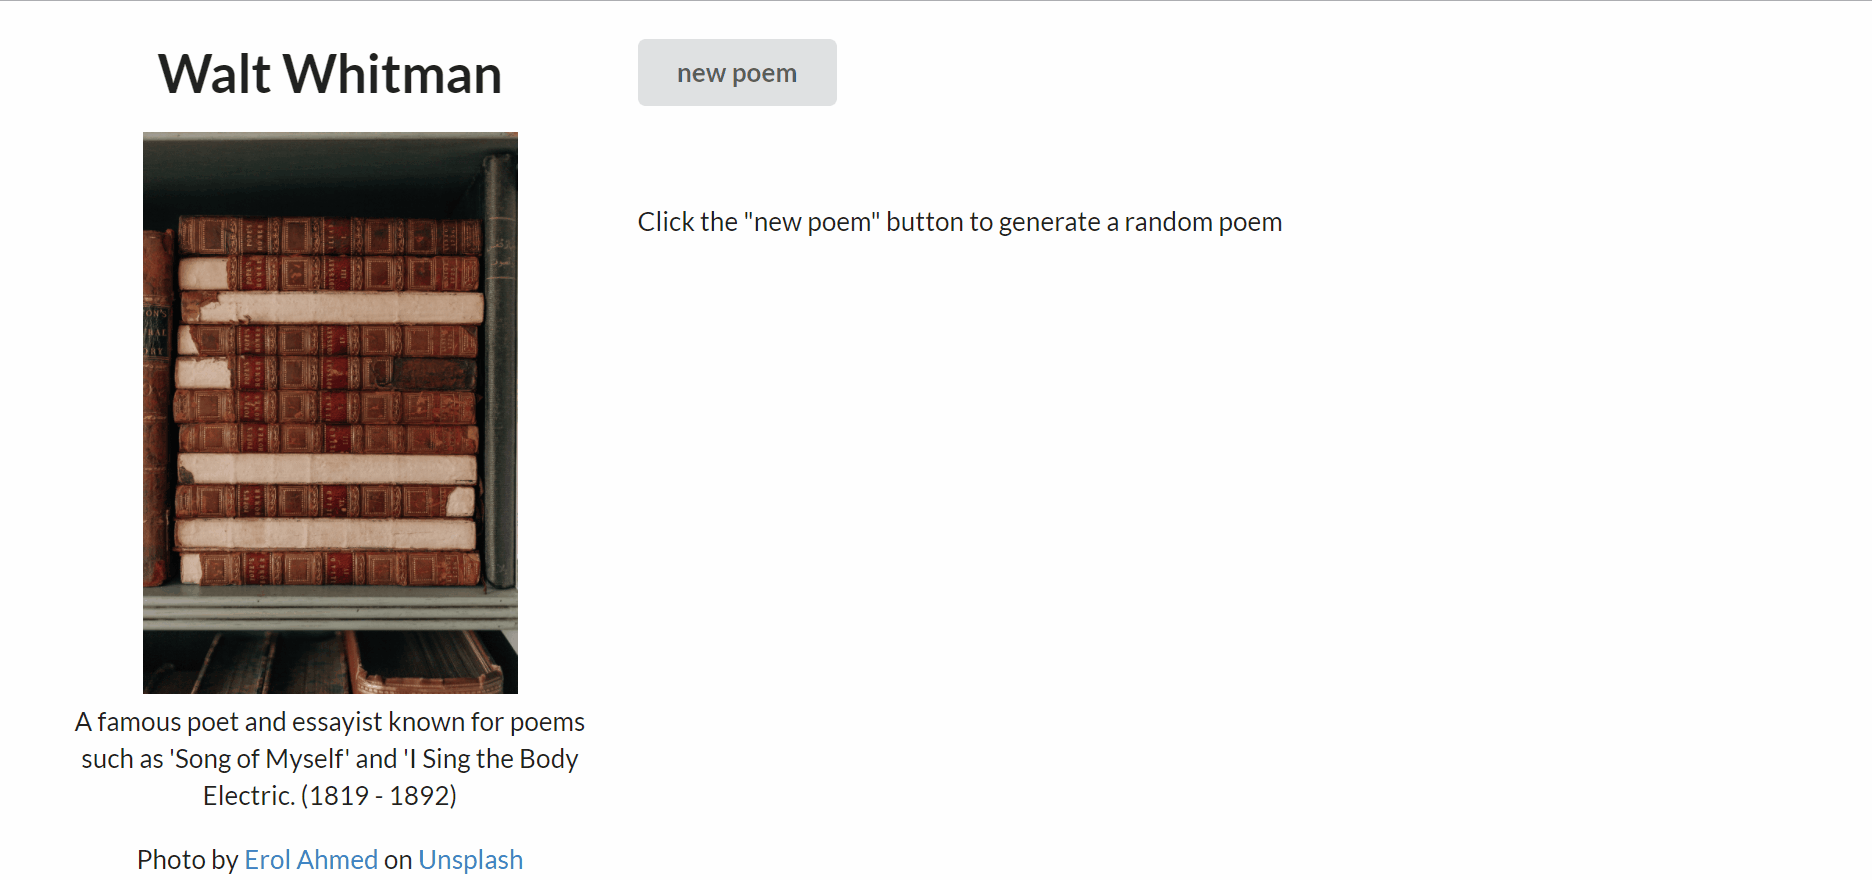 Walt Whitman
new poem
Click the "new poem" button to generate a random poem
A famous poet and essayist known for poems
such as 'Song of Myself' and 'I Sing the Body
Electric. (1819 - 1892)
Photo by Erol Ahmed on Unsplash